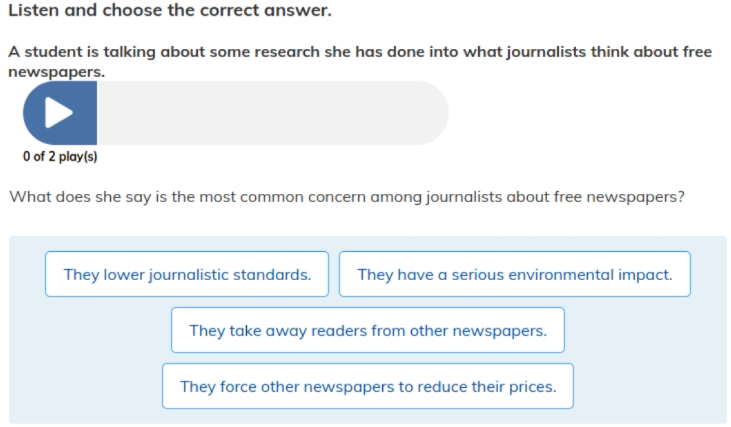 Listen and choose the correct answer.
A student is talking about some research she has done into what journalists think about free
newspapers.
0 of 2 play(s)
What does she say is the most common concern among journalists about free newspapers?
They lower journalistic standards.
They have a serious environmental impact.
They take away readers from other newspapers.
They force other newspapers to reduce their prices.